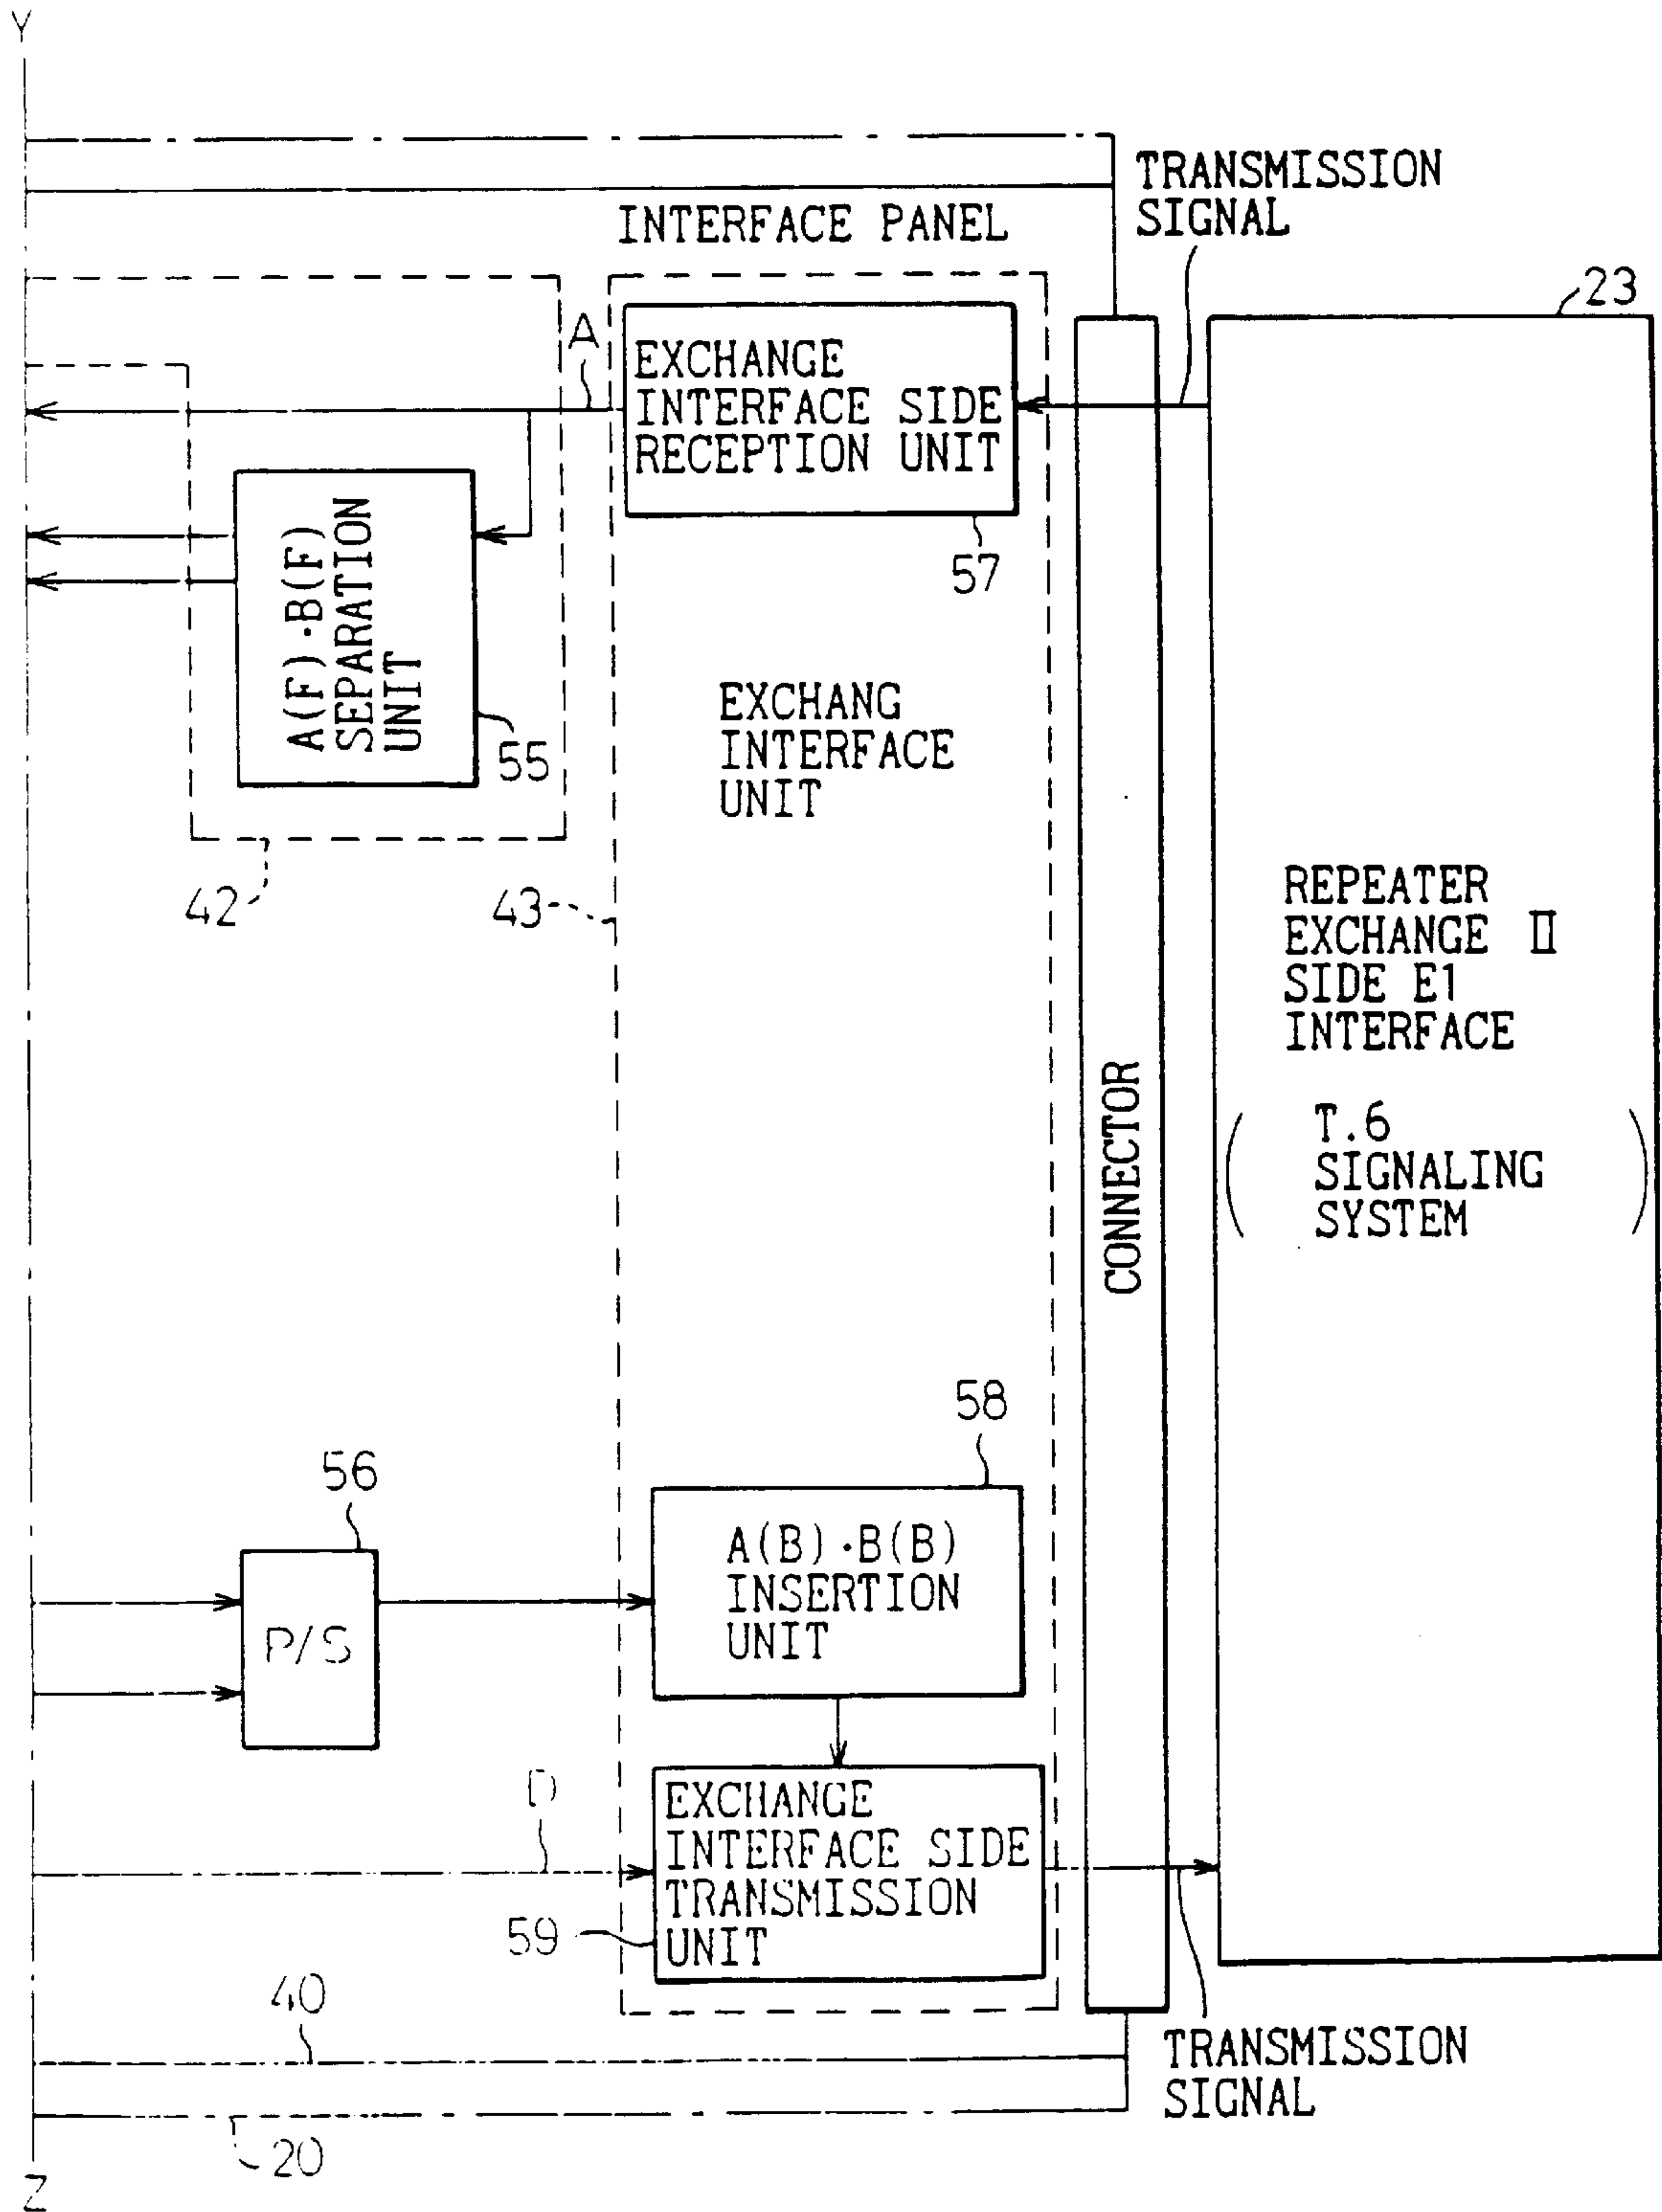 Y
TRANSMISSION
SIGNAL
INTERFACE PANEL
23
A
EXCHANGE
INTERFACE SIDE
RECEPTION UNIT
57
A(F)·B(F)
SEPARATION
UNIT
55
EXCHANG
INTERFACE
UNIT
42
43
REPEATER
EXCHANGE II
SIDE E1
INTERFACE
( T.6
SIGNALING
SYSTEM )
CONNECTOR
58
56
A(B)·B(B)
INSERTION
UNIT
P/S
D
EXCHANGE
INTERFACE SIDE
TRANSMISSION
UNIT
59
40
TRANSMISSION
SIGNAL
20
Z